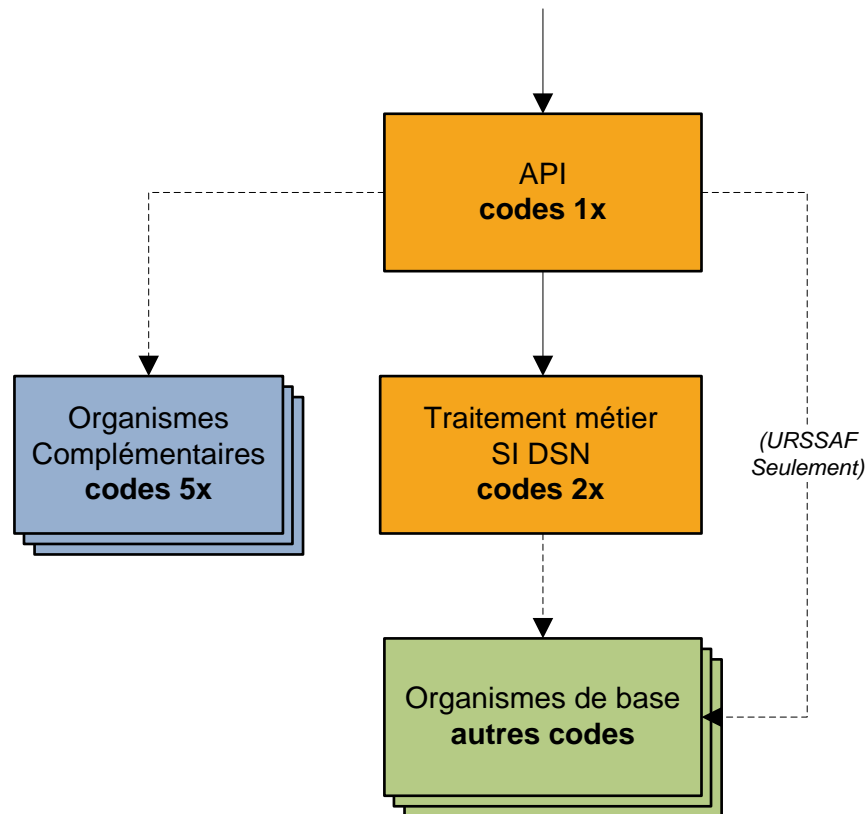 API
codes 1x
Organismes
Complémentaires
codes 5x
Traitement métier
SI DSN
codes 2x
(URSSAF
Seulement)
Organismes de base
autres codes